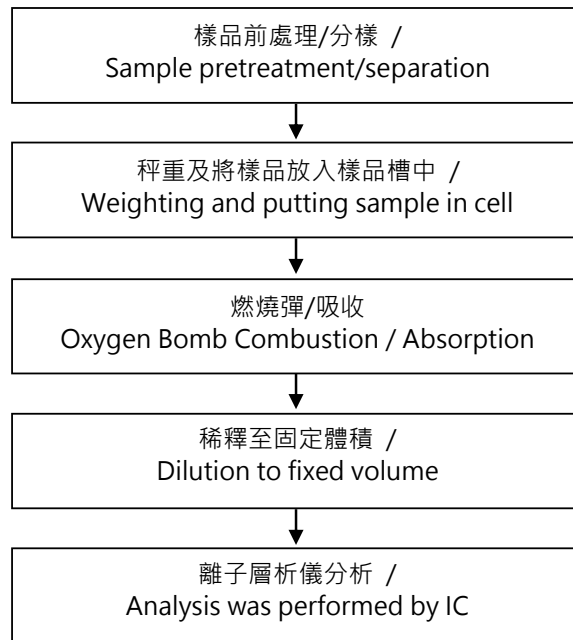 樣品前處理/分樣 /
Sample pretreatment/separation
秤重及將樣品放入樣品槽中 /
Weighting and putting sample in cell
燃燒彈/吸收
Oxygen Bomb Combustion / Absorption
稀釋至固定體積 /
Dilution to fixed volume
離子層析儀分析 /
Analysis was performed by IC